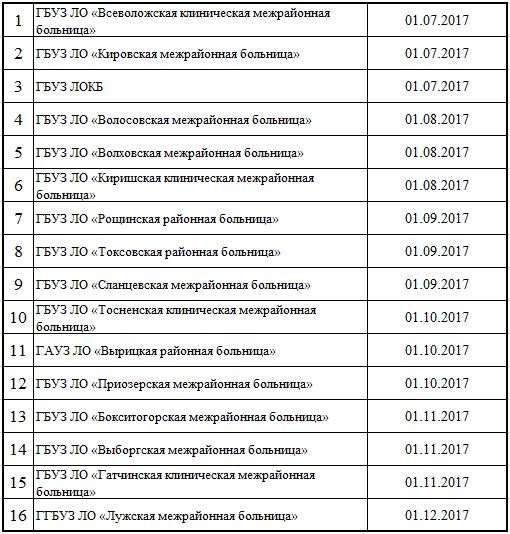 1 ГБУЗ ЛО «Всеволожская клиническая межрайонная
больница» 01.07.2017
2 ГБУЗ ЛО «Кировская межрайонная больница» 01.07.2017
3 ГБУЗ ЛОКБ 01.07.2017
4 ГБУЗ ЛО «Волосовская межрайонная больница» 01.08.2017
5 ГБУЗ ЛО «Волховская межрайонная больница» 01.08.2017
6 ГБУЗ ЛО «Киришская клиническая межрайонная
больница» 01.08.2017
7 ГБУЗ ЛО «Рощинская районная больница» 01.09.2017
8 ГБУЗ ЛО «Токсовская районная больница» 01.09.2017
9 ГБУЗ ЛО «Сланцевская межрайонная больница» 01.09.2017
10 ГБУЗ ЛО «Тосненская клиническая межрайонная
больница» 01.10.2017
11 ГАУЗ ЛО «Вырицкая районная больница» 01.10.2017
12 ГБУЗ ЛО «Приозерская межрайонная больница» 01.10.2017
13 ГБУЗ ЛО «Бокситогорская межрайонная больница» 01.11.2017
14 ГБУЗ ЛО «Выборгская межрайонная больница» 01.11.2017
15 ГБУЗ ЛО «Гатчинская клиническая межрайонная
больница» 01.11.2017
16 ГГБУЗ ЛО «Лужская межрайонная больница» 01.12.2017